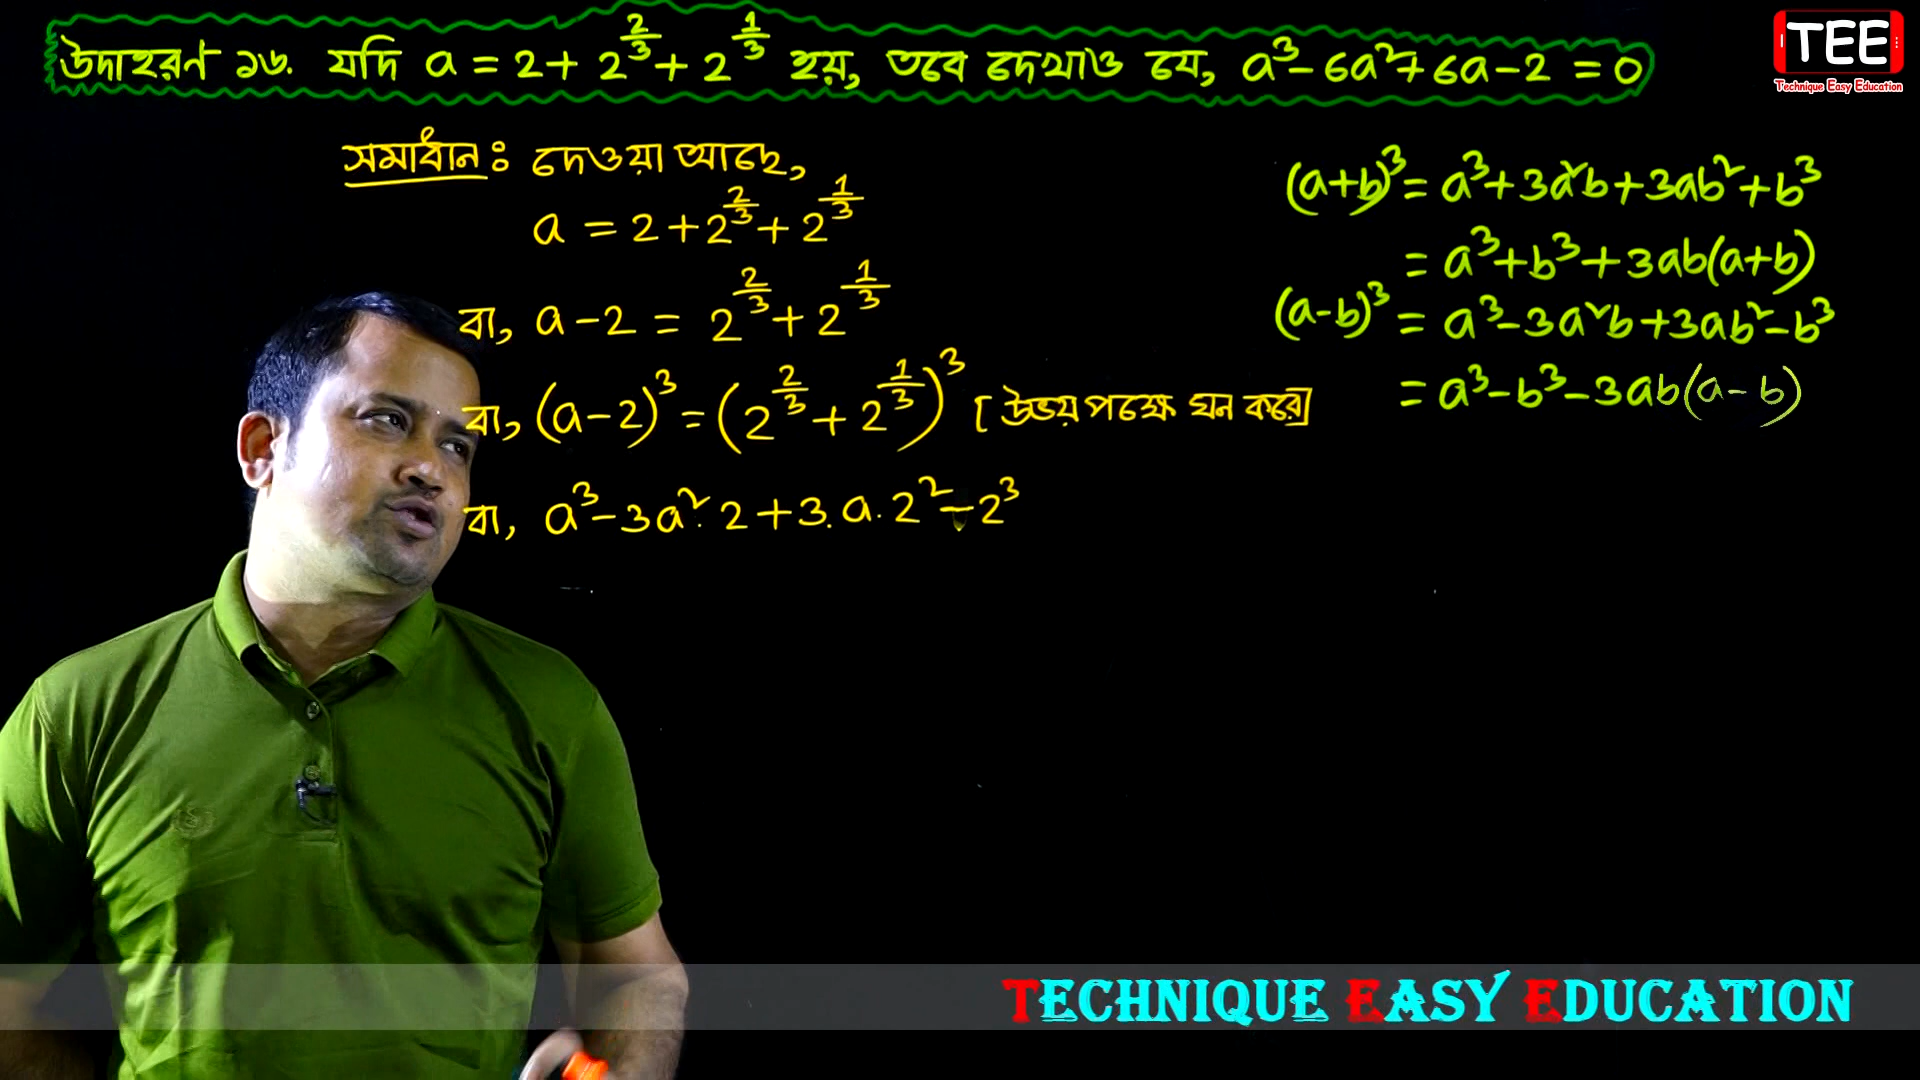 উদাহরণ ১৬. যদি a = 2 + 2^{2/3} + 2^{1/3} হয়, তবে দেখাও যে, a³ - 6a² + 6a - 2 = 0
TEE
Technique Easy Education
সমাধান: দেওয়া আছে,
a = 2 + 2^{2/3} + 2^{1/3}
বা, a - 2 = 2^{2/3} + 2^{1/3}
বা, (a - 2)³ = (2^{2/3} + 2^{1/3})³ [উভয় পক্ষে ঘন করে]
বা, a³ - 3a². 2 + 3. a. 2² - 2³
(a+b)³ = a³ + 3a²b + 3ab² + b³
= a³ + b³ + 3ab(a+b)
(a-b)³ = a³ - 3a²b + 3ab² - b³
= a³ - b³ - 3ab(a - b)
TECHNIQUE EASY EDUCATION